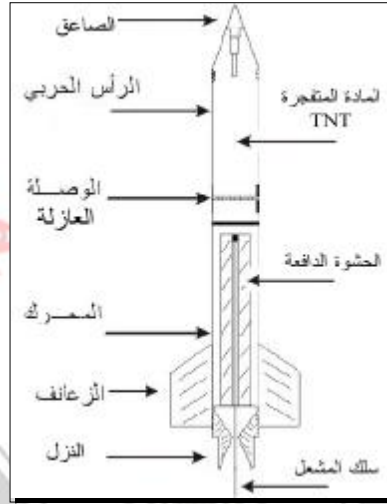 الصاعق
الرأس الحربي
المادة المتفجرة
TNT
الوصلة
العازلة
الحشوة الدافعة
المحرك
الزعانف
النزل
سلك المشعل